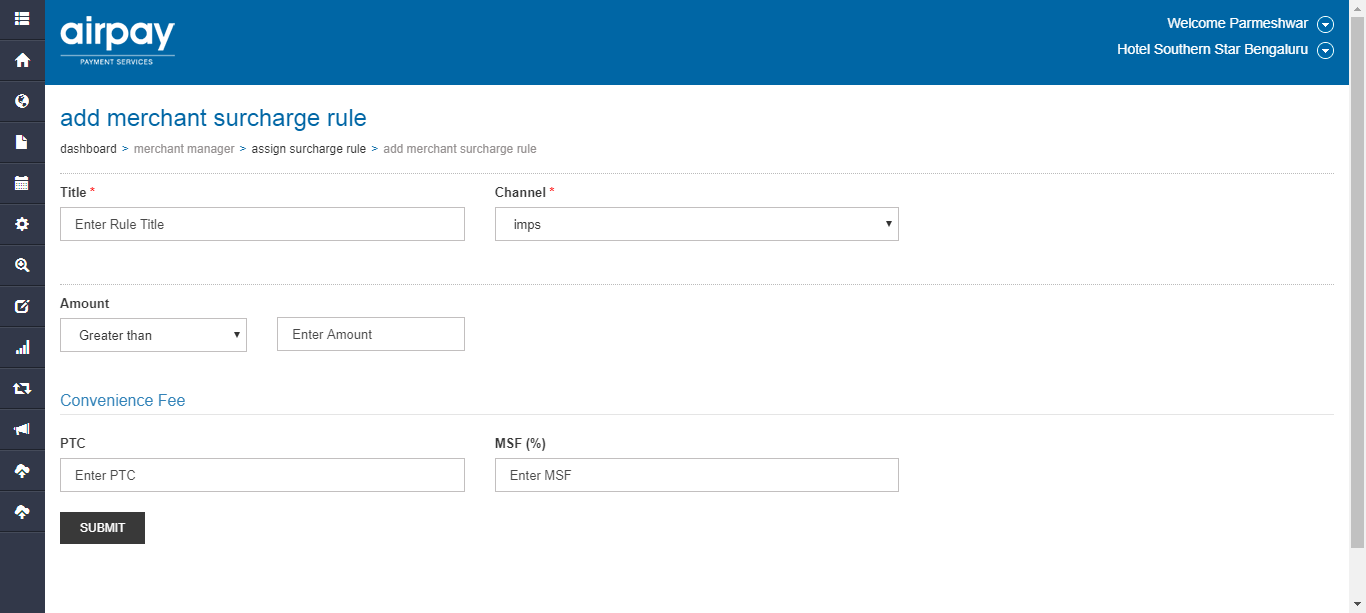 airpay
PAYMENT SERVICES
Welcome Parmeshwar
Hotel Southern Star Bengaluru
add merchant surcharge rule
dashboard > merchant manager > assign surcharge rule > add merchant surcharge rule
Title * Channel *
Enter Rule Title imps
Amount
Greater than Enter Amount
Convenience Fee
PTC MSF (%)
Enter PTC Enter MSF
SUBMIT